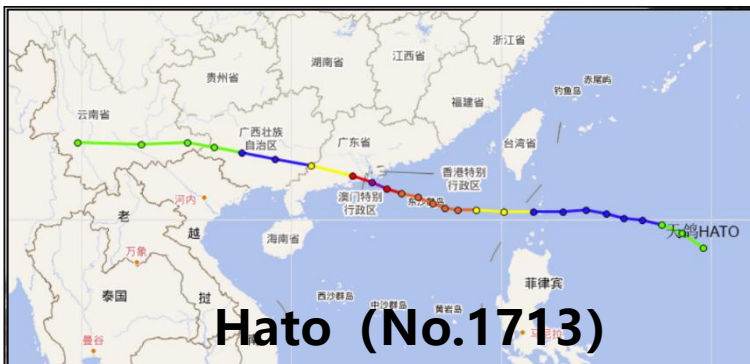 浙江省
钓鱼岛
赤尾屿
江西省
湖南省
贵州省
福建省
云南省
台湾省
广西壮族
自治区
广东省
香港特别
行政区
澳门特别
行政区
河内
老
越
海南省
天鸽HATO
万象
菲律宾
泰国
挝
西沙群岛
中沙群岛
黄岩岛
曼谷
Hato (No.1713)